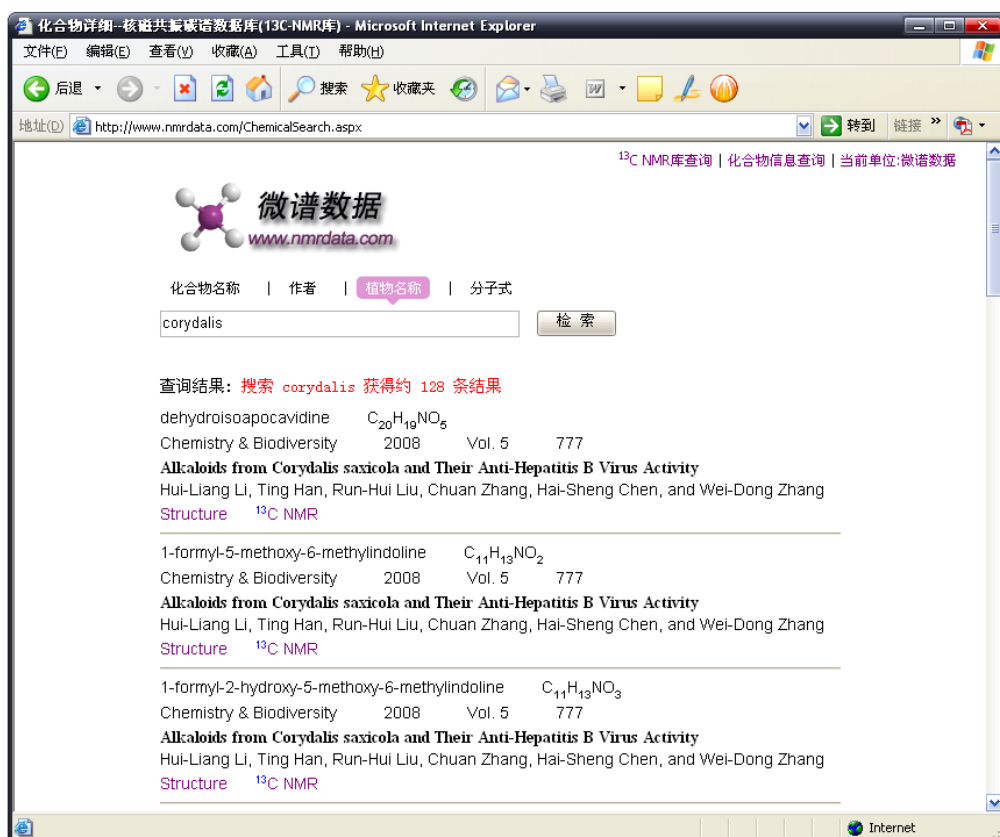 化合物详细--核磁共振碳谱数据库(13C-NMR库) - Microsoft Internet Explorer
文件(F) 编辑(E) 查看(V) 收藏(A) 工具(T) 帮助(H)
后退 搜索 收藏夹
地址(D) http://www.nmrdata.com/ChemicalSearch.aspx 转到 链接 »
13C NMR库查询 | 化合物信息查询 | 当前单位:微谱数据
微谱数据
www.nmrdata.com
化合物名称 | 作者 | 植物名称 | 分子式
corydalis 检 索
查询结果: 搜索 corydalis 获得约 128 条结果
dehydroisoapocavidine C20H19NO5
Chemistry & Biodiversity 2008 Vol. 5 777
Alkaloids from Corydalis saxicola and Their Anti-Hepatitis B Virus Activity
Hui-Liang Li, Ting Han, Run-Hui Liu, Chuan Zhang, Hai-Sheng Chen, and Wei-Dong Zhang
Structure 13C NMR
1-formyl-5-methoxy-6-methylindoline C11H13NO2
Chemistry & Biodiversity 2008 Vol. 5 777
Alkaloids from Corydalis saxicola and Their Anti-Hepatitis B Virus Activity
Hui-Liang Li, Ting Han, Run-Hui Liu, Chuan Zhang, Hai-Sheng Chen, and Wei-Dong Zhang
Structure 13C NMR
1-formyl-2-hydroxy-5-methoxy-6-methylindoline C11H13NO3
Chemistry & Biodiversity 2008 Vol. 5 777
Alkaloids from Corydalis saxicola and Their Anti-Hepatitis B Virus Activity
Hui-Liang Li, Ting Han, Run-Hui Liu, Chuan Zhang, Hai-Sheng Chen, and Wei-Dong Zhang
Structure 13C NMR
Internet